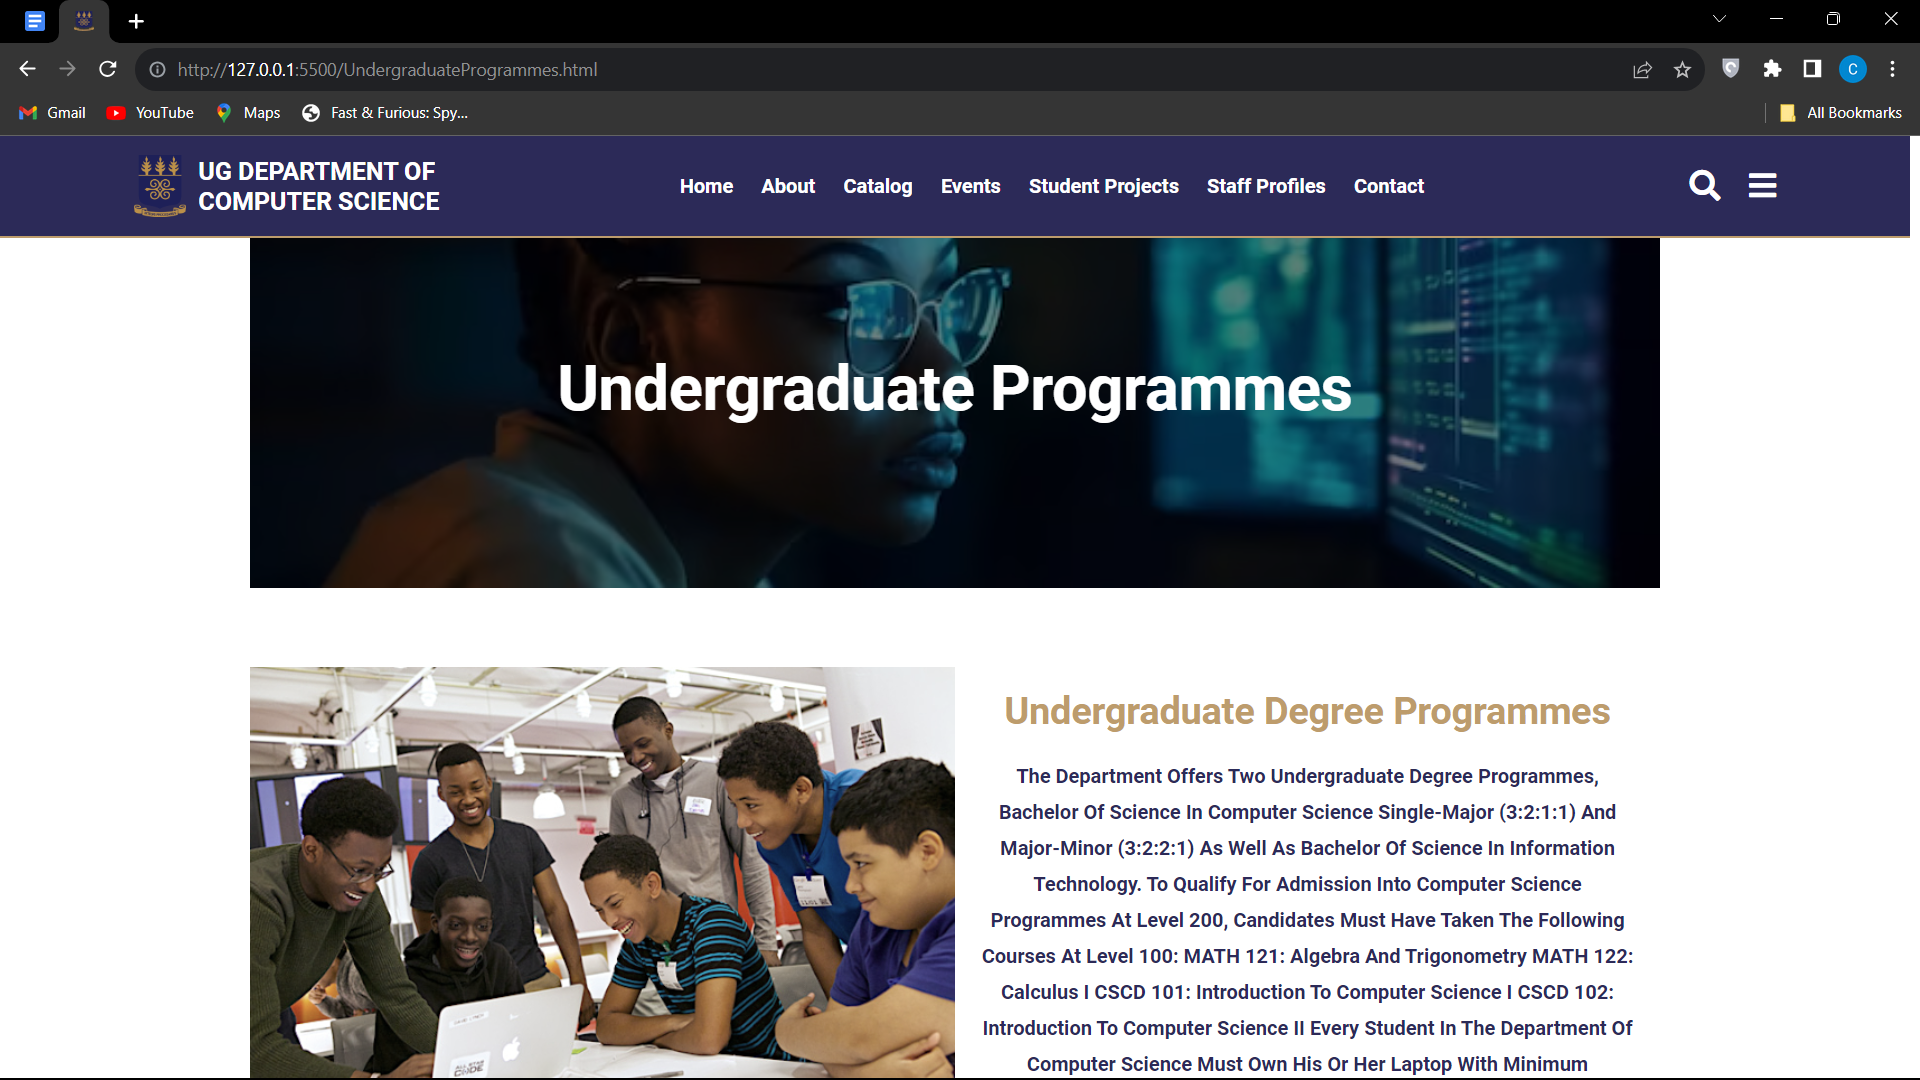 http://127.0.0.1:5500/UndergraduateProgrammes.html
C
Gmail
YouTube
Maps
Fast & Furious: Spy...
All Bookmarks
UG DEPARTMENT OF
COMPUTER SCIENCE
Home
About
Catalog
Events
Student Projects
Staff Profiles
Contact
Undergraduate Programmes
Undergraduate Degree Programmes
The Department Offers Two Undergraduate Degree Programmes,
Bachelor Of Science In Computer Science Single-Major (3:2:1:1) And
Major-Minor (3:2:2:1) As Well As Bachelor Of Science In Information
Technology. To Qualify For Admission Into Computer Science
Programmes At Level 200, Candidates Must Have Taken The Following
Courses At Level 100: MATH 121: Algebra And Trigonometry MATH 122:
Calculus I CSCD 101: Introduction To Computer Science I CSCD 102:
Introduction To Computer Science II Every Student In The Department Of
Computer Science Must Own His Or Her Laptop With Minimum